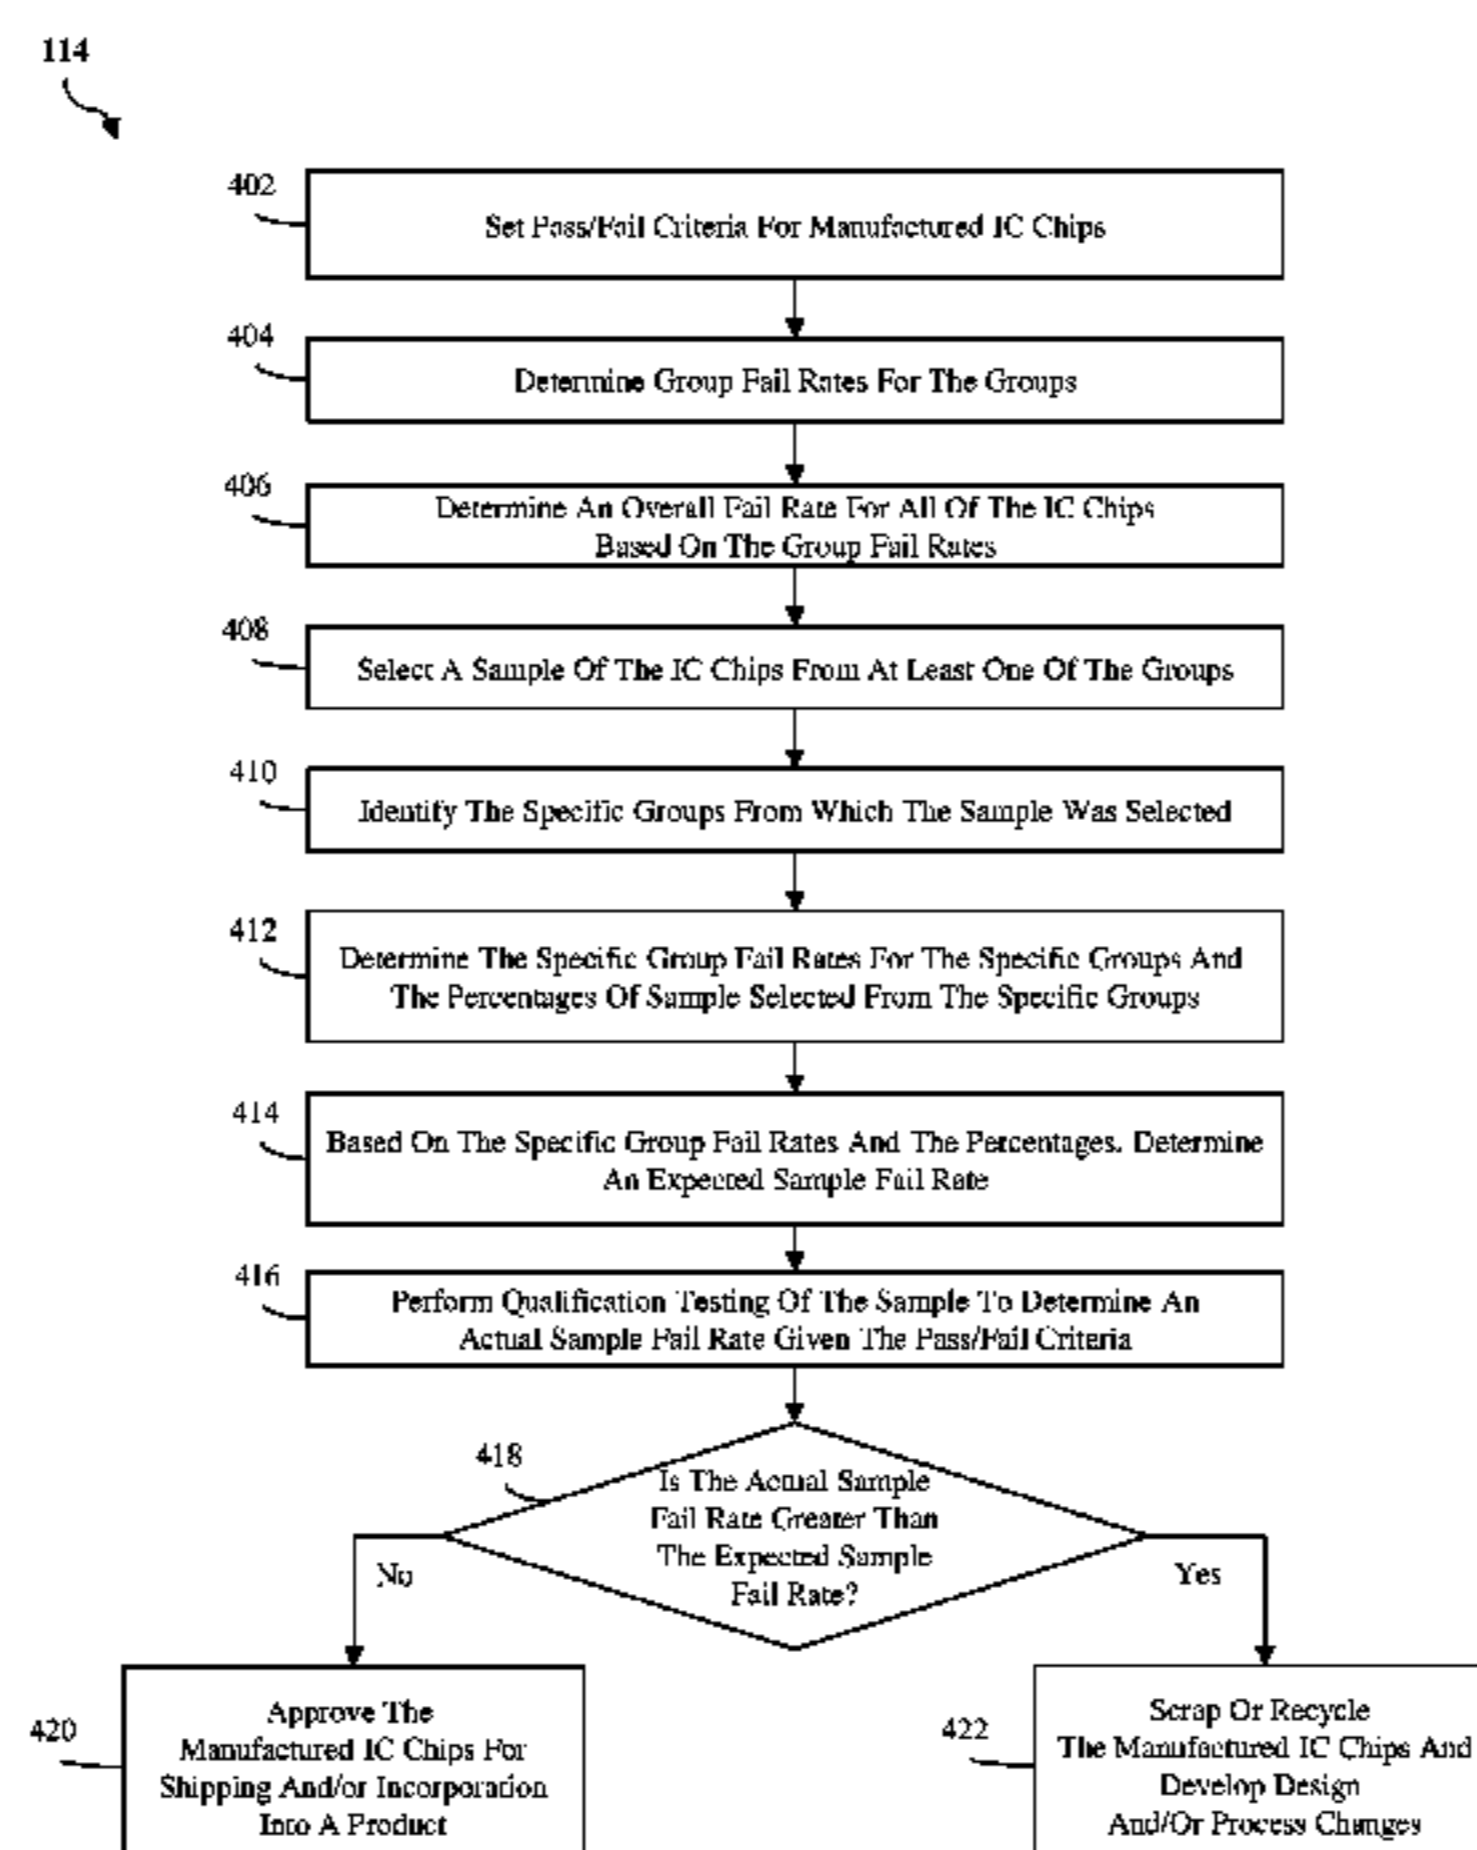 114
402
Set Pass/Fail Criteria For Manufactured IC Chips
404
Determine Group Fail Rates For The Groups
406
Determine An Overall Fail Rate For All Of The IC Chips
Based On The Group Fail Rates
408
Select A Sample Of The IC Chips From At Least One Of The Groups
410
Identify The Specific Groups From Which The Sample Was Selected
412
Determine The Specific Group Fail Rates For The Specific Groups And
The Percentages Of Sample Selected From The Specific Groups
414
Based On The Specific Group Fail Rates And The Percentages. Determine
An Expected Sample Fail Rate
416
Perform Qualification Testing Of The Sample To Determine An
Actual Sample Fail Rate Given The Pass/Fail Criteria
418
Is The Actual Sample
Fail Rate Greater Than
The Expected Sample
Fail Rate?
No
Yes
420
Approve The
Manufactured IC Chips For
Shipping And/or Incorporation
Into A Product
422
Scrap Or Recycle
The Manufactured IC Chips And
Develop Design
And/Or Process Changes